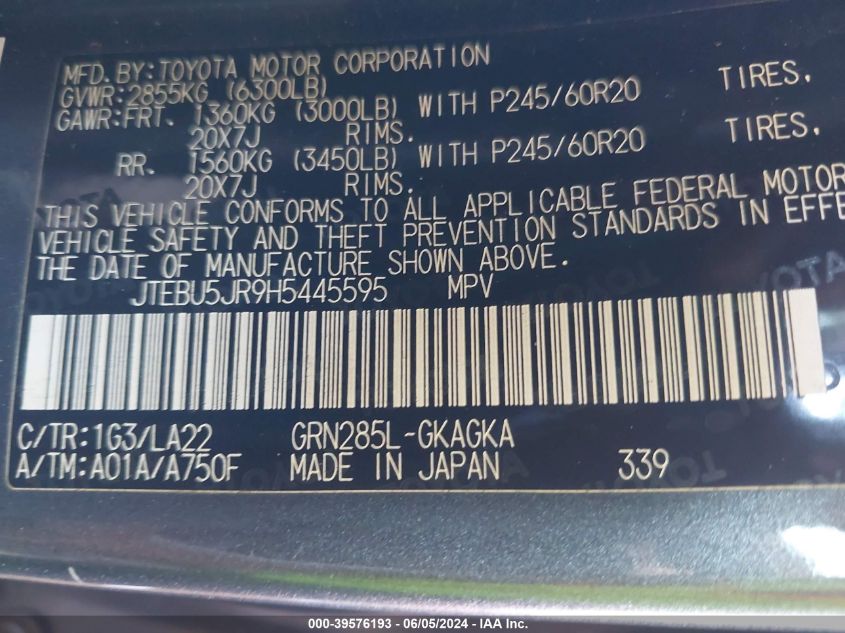 MFD. BY:TOYOTA MOTOR CORPORATION
GVWR:2855KG (6300LB)
GAWR:FRT. 1360KG (3000LB) WITH P245/60R20 TIRES,
20X7J RIMS.
RR. 1560KG (3450LB) WITH P245/60R20 TIRES,
20X7J RIMS.
THIS VEHICLE CONFORMS TO ALL APPLICABLE FEDERAL MOTOR
VEHICLE SAFETY AND THEFT PREVENTION STANDARDS IN EFFE
THE DATE OF MANUFACTURE SHOWN ABOVE.
JTEBU5JR9H5445595 MPV
C/TR:1G3/LA22 GRN285L-GKAGKA
A/TM:A01A/A750F MADE IN JAPAN 339
000-39576193 - 06/05/2024 - IAA Inc.